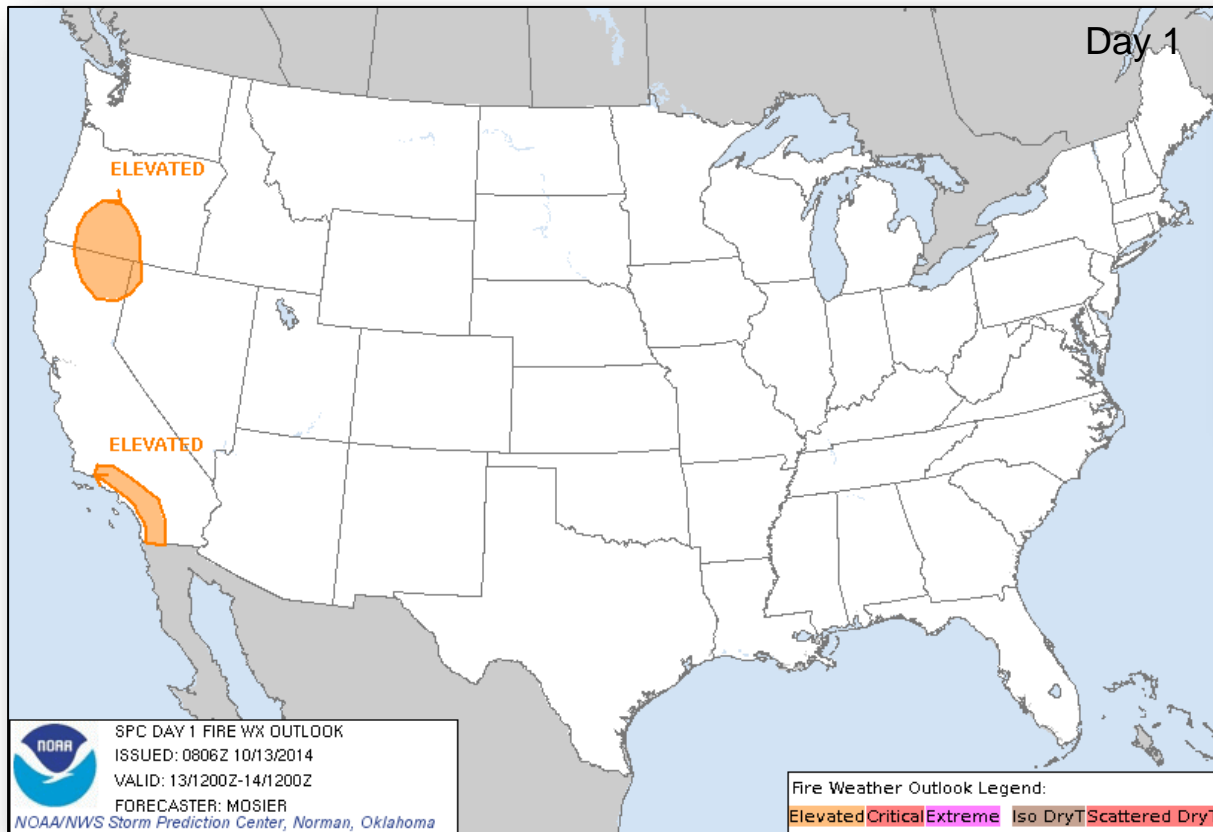 Day 1
ELEVATED
ELEVATED
NOAA
SPC DAY 1 FIRE WX OUTLOOK
ISSUED: 0806Z 10/13/2014
VALID: 13/1200Z-14/1200Z
FORECASTER: MOSIER
NOAA/NWS Storm Prediction Center, Norman, Oklahoma
Fire Weather Outlook Legend:
Elevated Critical Extreme Iso DryT Scattered DryT